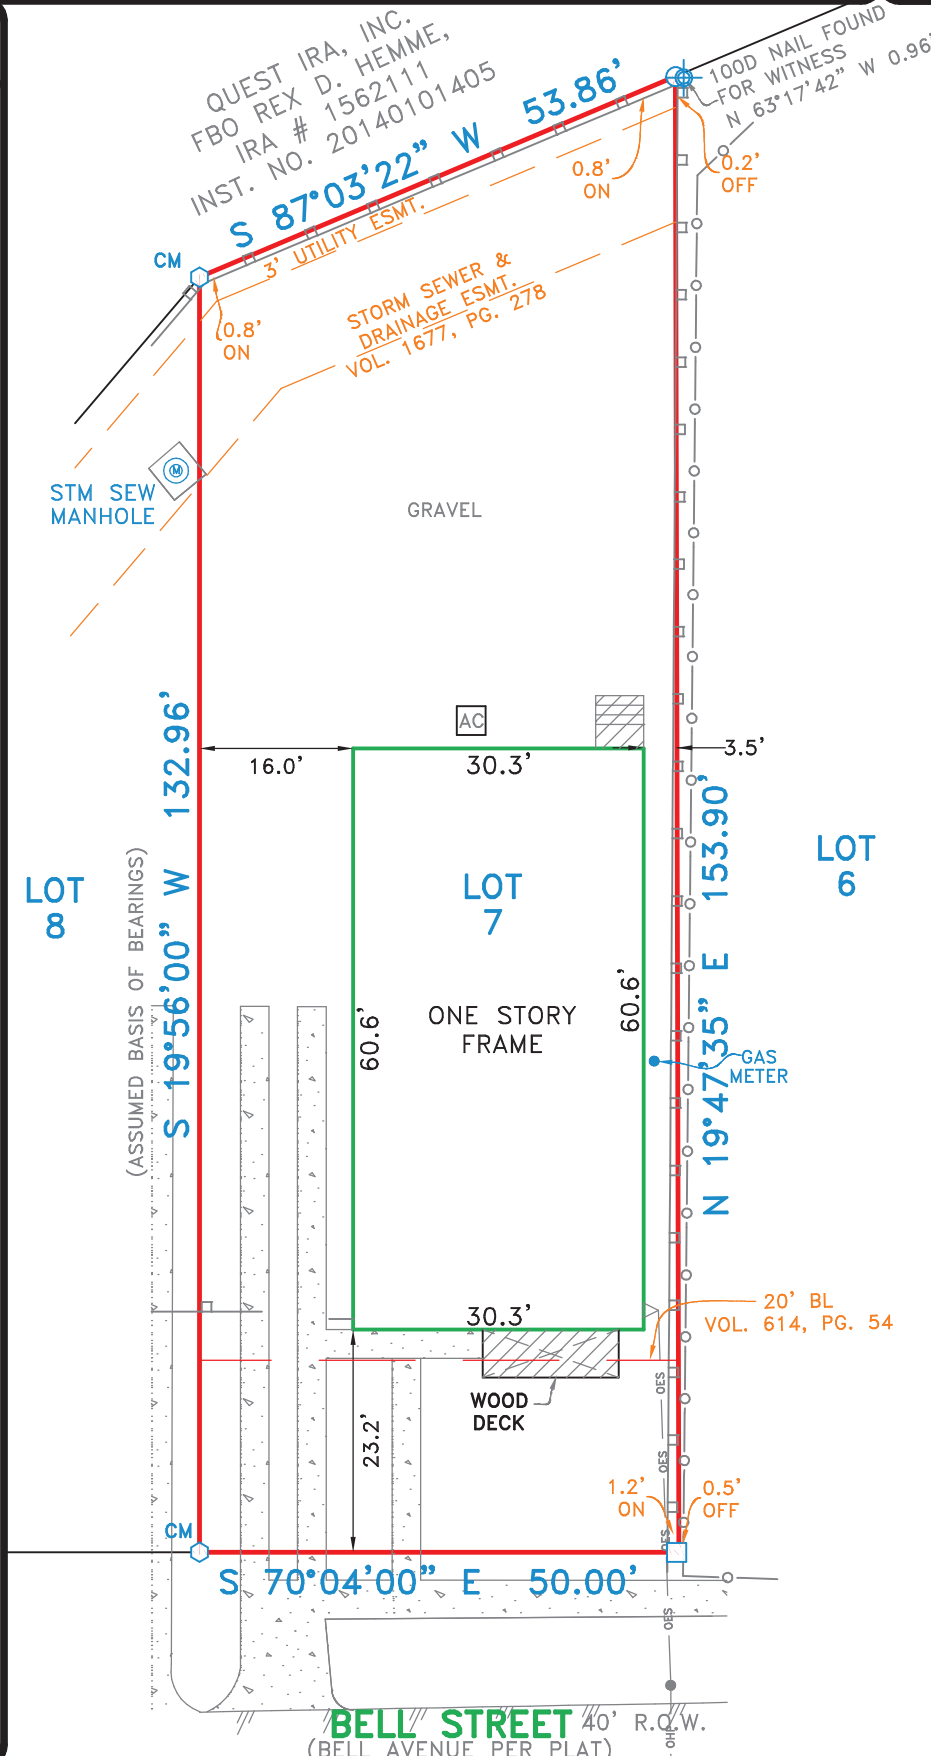 QUEST IRA, INC.
FBO REX D. HEMME,
IRA # 1562111
INST. NO. 20140101405
S 87°03'22" W 53.86'
100D NAIL FOUND
FOR WITNESS
N 63°17'42" W 0.96'
0.8'
ON
0.2'
OFF
CM
3' UTILITY ESMT.
0.8'
ON
STORM SEWER &
DRAINAGE ESMT.
VOL. 1677, PG. 278
M
STM SEW
MANHOLE
GRAVEL
S 19°56'00" W 132.96'
(ASSUMED BASIS OF BEARINGS)
AC
16.0'
30.3'
3.5'
N 19°47'35" E 153.90'
LOT
8
LOT
7
LOT
6
ONE STORY
FRAME
60.6'
60.6'
GAS
METER
30.3'
20' BL
VOL. 614, PG. 54
WOOD
DECK
23.2'
OES
OES
OES
1.2'
ON
0.5'
OFF
CM
S 70°04'00" E 50.00'
OES
BELL STREET 40' R.O.W.
(BELL AVENUE PER PLAT)
OHP